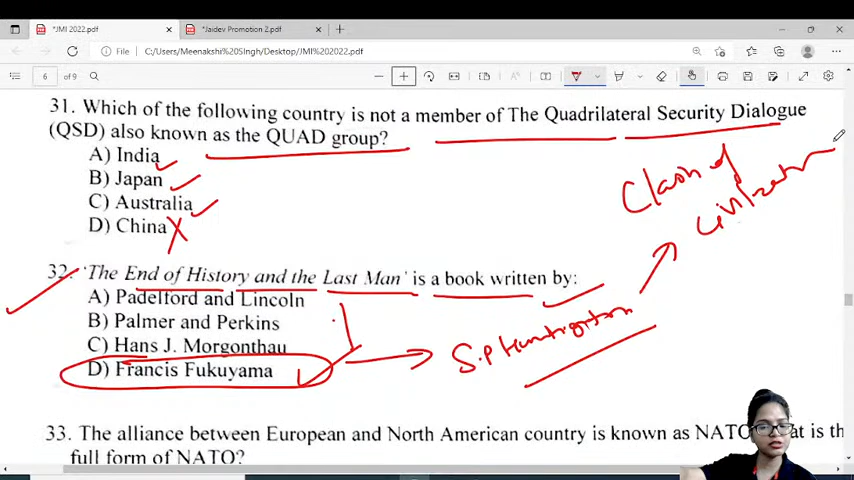 *JMI 2022.pdf
*Jaidev Promotion 2.pdf
File C:/Users/Meenakshi%20SIngh/Desktop/JMI%202022.pdf
6 of 9
31. Which of the following country is not a member of The Quadrilateral Security Dialogue
(QSD) also known as the QUAD group?
A) India
B) Japan
C) Australia
D) China
Clash of
32. 'The End of History and the Last Man' is a book written by:
A) Padelford and Lincoln
B) Palmer and Perkins
C) Hans J. Morgonthau
D) Francis Fukuyama
S.P
33. The alliance between European and North American country is known as NATO. at is th
full form of NATO?